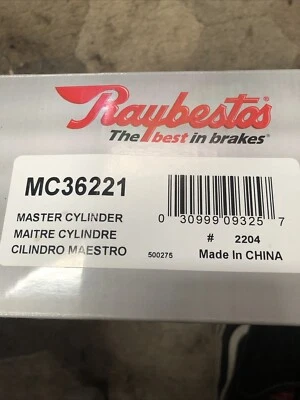 Raybestos
The best in brakes®
MC36221
MASTER CYLINDER
MAITRE CYLINDRE
CILINDRO MAESTRO
0 30999 09325 7
# 2204
500275 Made In CHINA